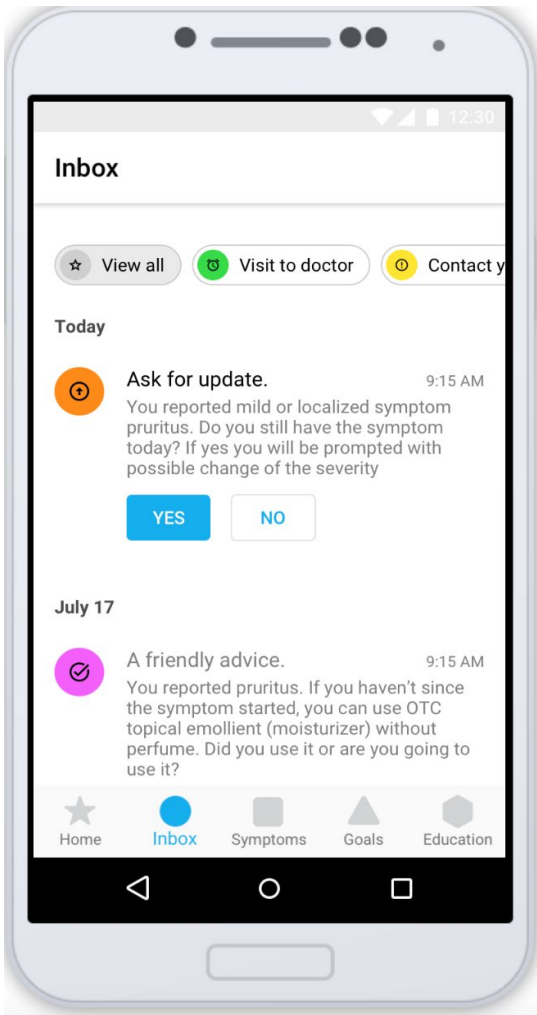 12:30
Inbox
View all
Visit to doctor
Contact y
Today
Ask for update.
9:15 AM
You reported mild or localized symptom
pruritus. Do you still have the symptom
today? If yes you will be prompted with
possible change of the severity
YES
NO
July 17
A friendly advice.
9:15 AM
You reported pruritus. If you haven’t since
the symptom started, you can use OTC
topical emollient (moisturizer) without
perfume. Did you use it or are you going to
use it?
Home
Inbox
Symptoms
Goals
Education